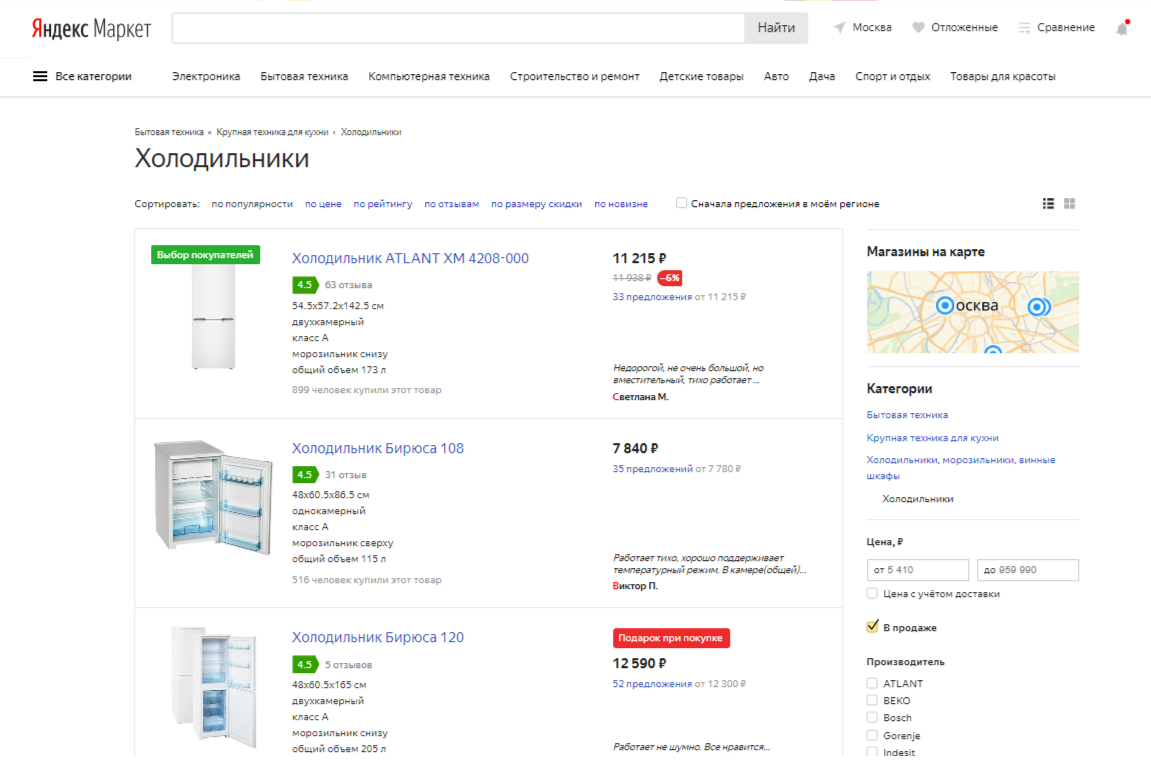 Яндекс Маркет
Найти
Москва
Отложенные
Сравнение
Все категории
Электроника
Бытовая техника
Компьютерная техника
Строительство и ремонт
Детские товары
Авто
Дача
Спорт и отдых
Товары для красоты
Бытовая техника
Крупная техника для кухни
Холодильники
Холодильники
Сортировать: по популярности по цене по рейтингу по отзывам по размеру скидки по новизне
Сначала предложения в моём регионе
Выбор покупателей
Холодильник ATLANT ХМ 4208-000
4.5 63 отзыва
54.5x57.2x142.5 см
двухкамерный
класс A
морозильник снизу
общий объем 173 л
899 человек купили этот товар
11 215 ₽
11 938 ₽ −6%
33 предложения от 11 215 ₽
Недорогой, не очень большой, но
вместительный, тихо работает ...
Светлана М.
Холодильник Бирюса 108
4.5 31 отзыв
48x60.5x86.5 см
однокамерный
класс A
морозильник сверху
общий объем 115 л
516 человек купили этот товар
7 840 ₽
35 предложений от 7 780 ₽
Работает тихо, хорошо поддерживает
температурный режим. В камере(общей)...
Виктор П.
Холодильник Бирюса 120
4.5 5 отзывов
48x60.5x165 см
двухкамерный
класс A
морозильник снизу
общий объем 205 л
Подарок при покупке
12 590 ₽
52 предложения от 12 300 ₽
Работает не шумно. Все нравится...
Магазины на карте
осква
Категории
Бытовая техника
Крупная техника для кухни
Холодильники, морозильники, винные
шкафы
Холодильники
Цена, ₽
от 5 410
до 959 990
Цена с учётом доставки
В продаже
Производитель
ATLANT
BEKO
Bosch
Gorenje
Indesit